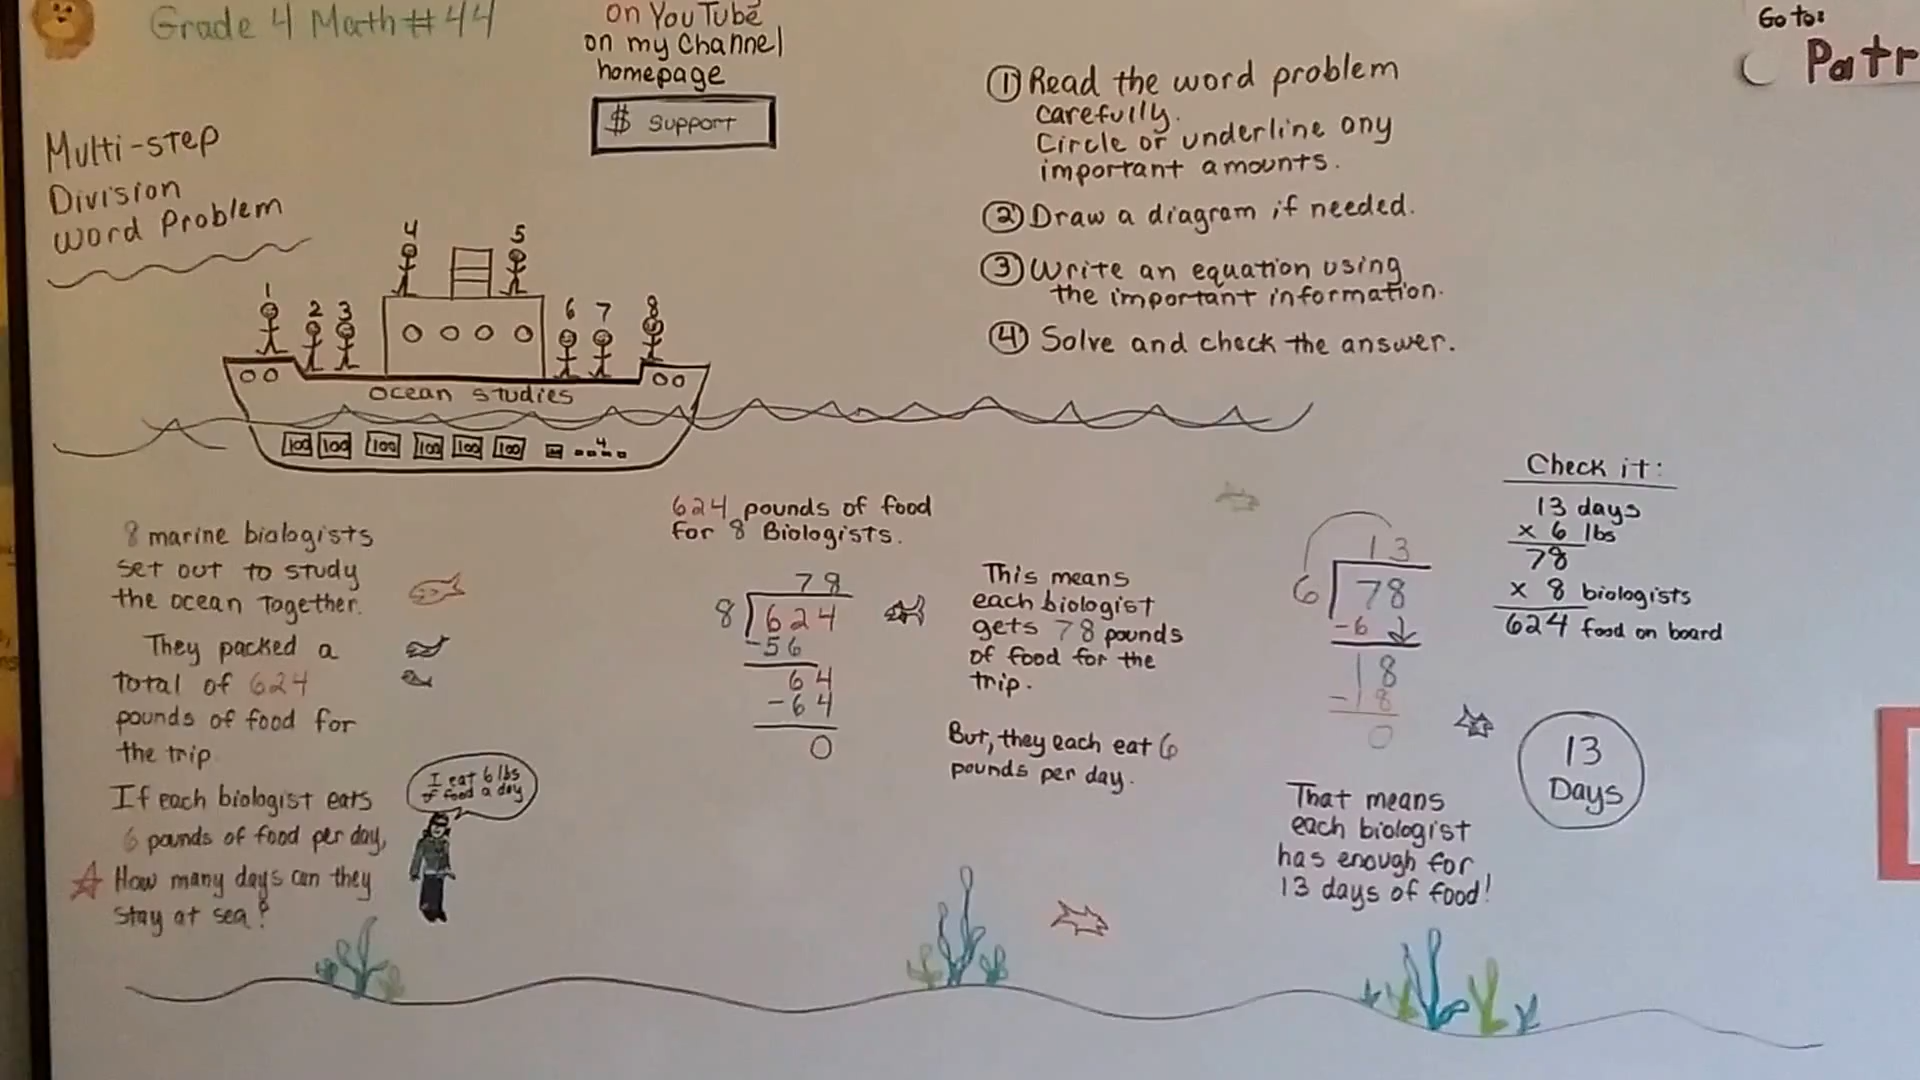 Grade 4 Math # 44
on YouTube
on my channel
homepage
$ Support
Go to:
Patr
Multi-step
Division
Word Problem
① Read the word problem
carefully.
Circle or underline any
important amounts.
② Draw a diagram if needed.
③ Write an equation using
the important information.
④ Solve and check the answer.
4 5
1 2 3 6 7 8
Ocean Studies
100 100 100 100 100 100 4
8 marine biologists
set out to study
the ocean together.
They packed a
total of 624
pounds of food for
the trip.
If each biologist eats
6 pounds of food per day,
How many days can they
stay at sea?
I eat 6 lbs
of food a day
624 pounds of food
for 8 Biologists.
78
8 624
-56
64
-64
0
This means
each biologist
gets 78 pounds
of food for the
trip.
But, they each eat 6
pounds per day.
13
6 78
-6
18
-18
0
That means
each biologist
has enough for
13 days of food!
Check it:
13 days
x 6 lbs
78
x 8 biologists
624 food on board
13
Days